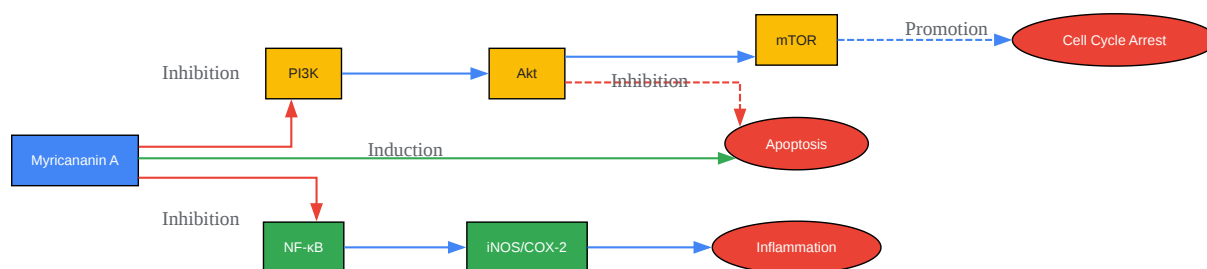 Promotion
mTOR
Cell Cycle Arrest
Inhibition
PI3K
Akt
Inhibition
Myricananin A
Induction
Apoptosis
Inhibition
NF-κB
iNOS/COX-2
Inflammation